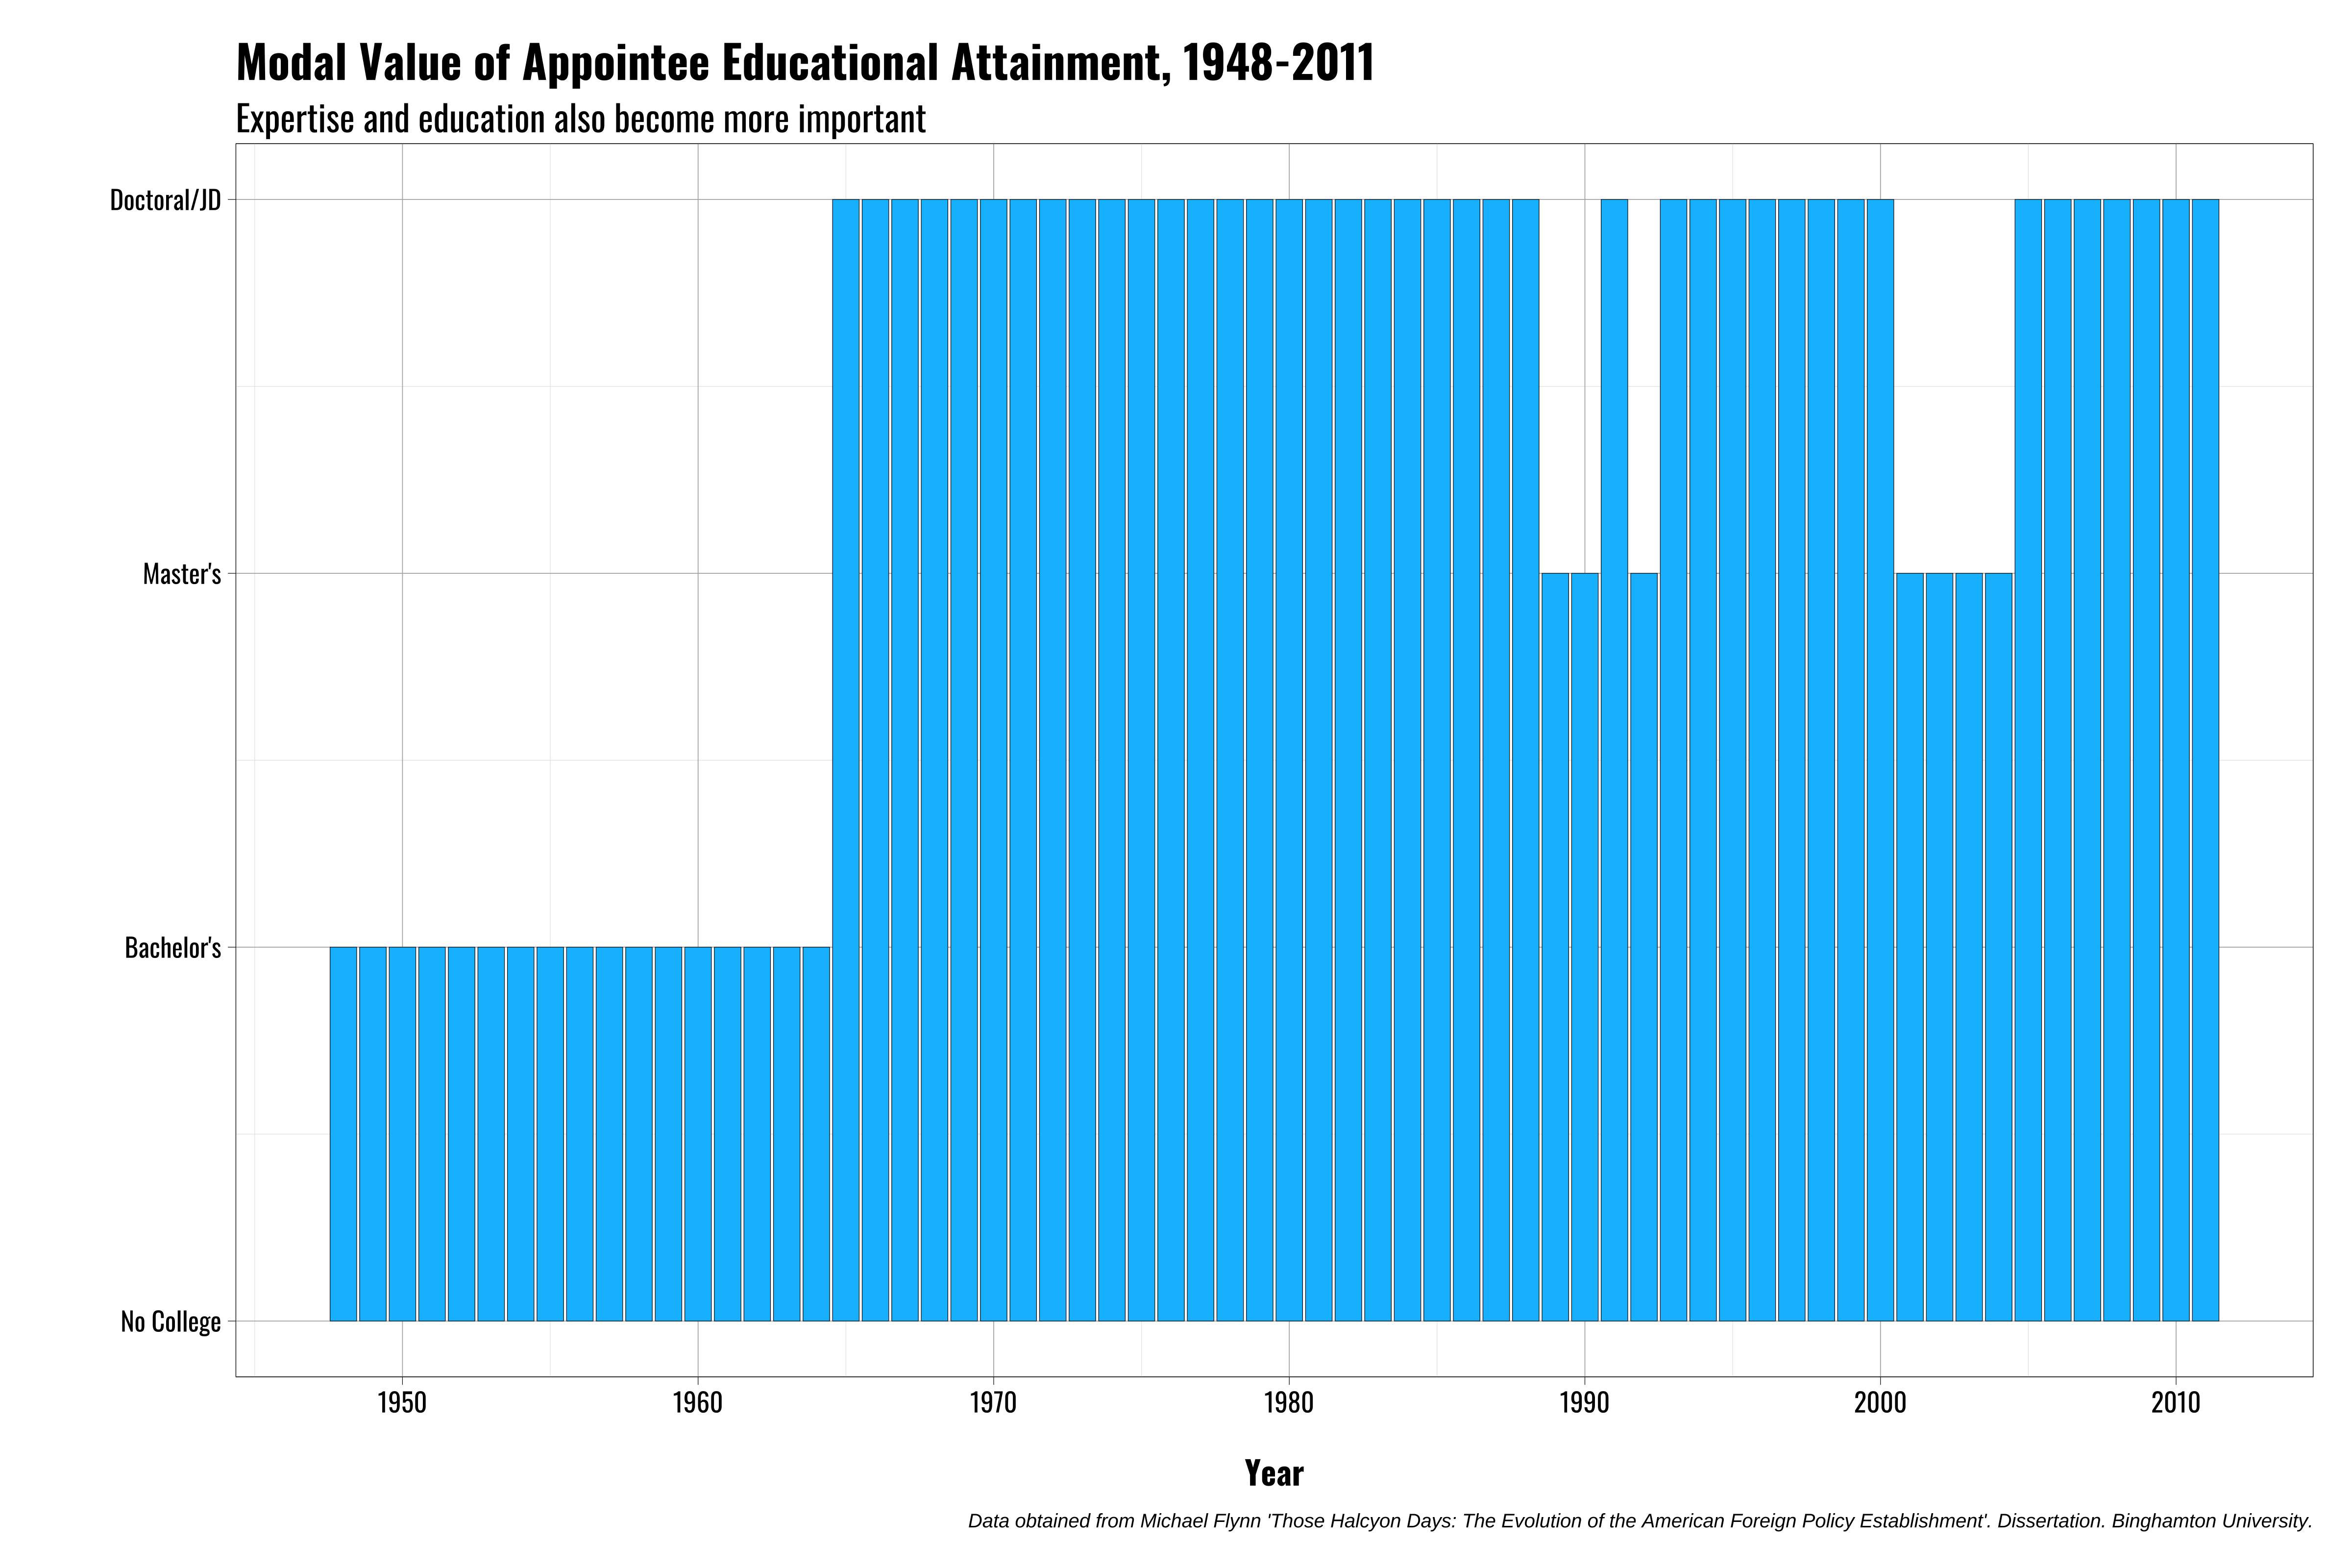 Modal Value of Appointee Educational Attainment, 1948-2011
Expertise and education also become more important
Doctoral/JD
Master's
Bachelor's
No College
1950 1960 1970 1980 1990 2000 2010
Year
Data obtained from Michael Flynn 'Those Halcyon Days: The Evolution of the American Foreign Policy Establishment'. Dissertation. Binghamton University.